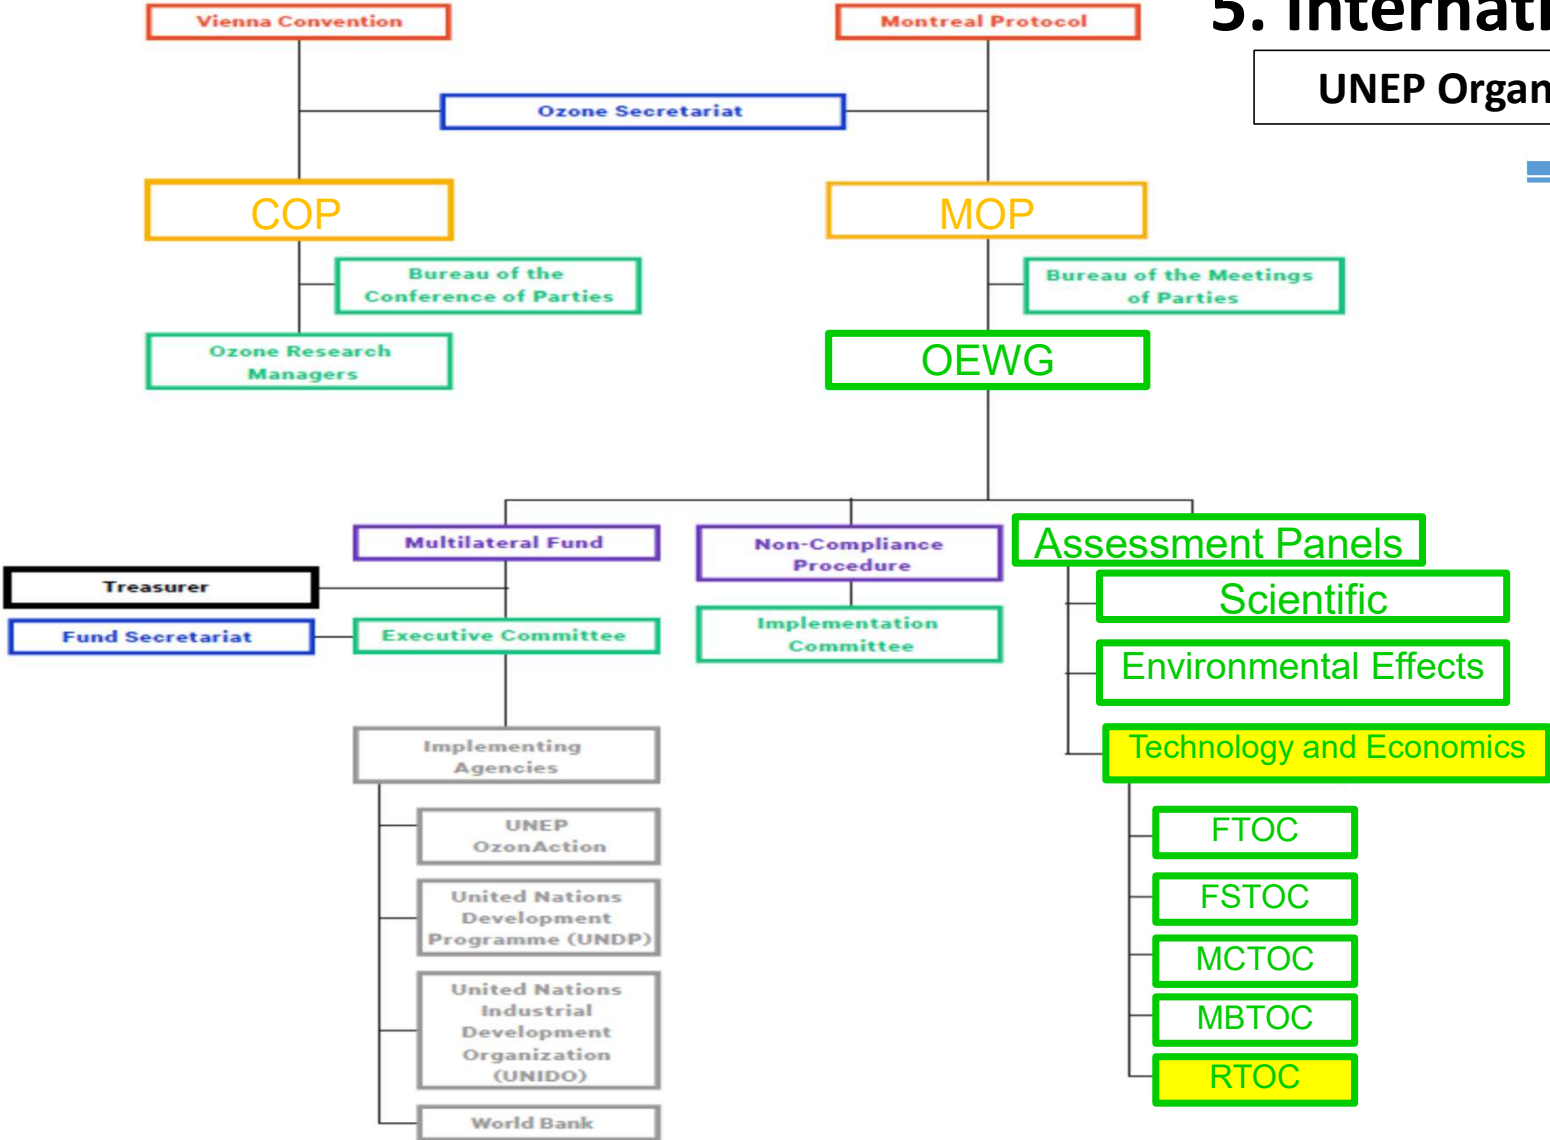 5. Internati
UNEP Organ
Vienna Convention
Montreal Protocol
Ozone Secretariat
COP
MOP
Bureau of the
Conference of Parties
Bureau of the Meetings
of Parties
Ozone Research
Managers
OEWG
Multilateral Fund
Non-Compliance
Procedure
Assessment Panels
Treasurer
Scientific
Fund Secretariat
Executive Committee
Implementation
Committee
Environmental Effects
Implementing
Agencies
Technology and Economics
UNEP
OzonAction
United Nations
Development
Programme (UNDP)
United Nations
Industrial
Development
Organization
(UNIDO)
World Bank
FTOC
FSTOC
MCTOC
MBTOC
RTOC